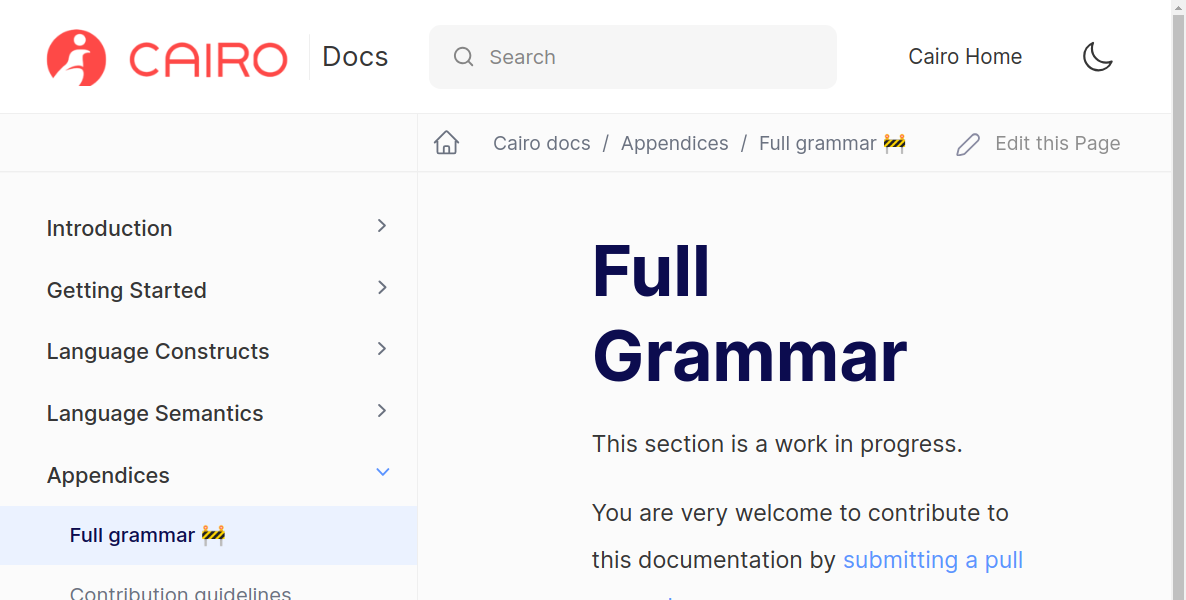 CAIRO Docs
Search
Cairo Home
Cairo docs / Appendices / Full grammar 🚧
Edit this Page
Introduction
Getting Started
Language Constructs
Language Semantics
Appendices
Full grammar 🚧
Contribution guidelines
Full
Grammar
This section is a work in progress.
You are very welcome to contribute to
this documentation by submitting a pull